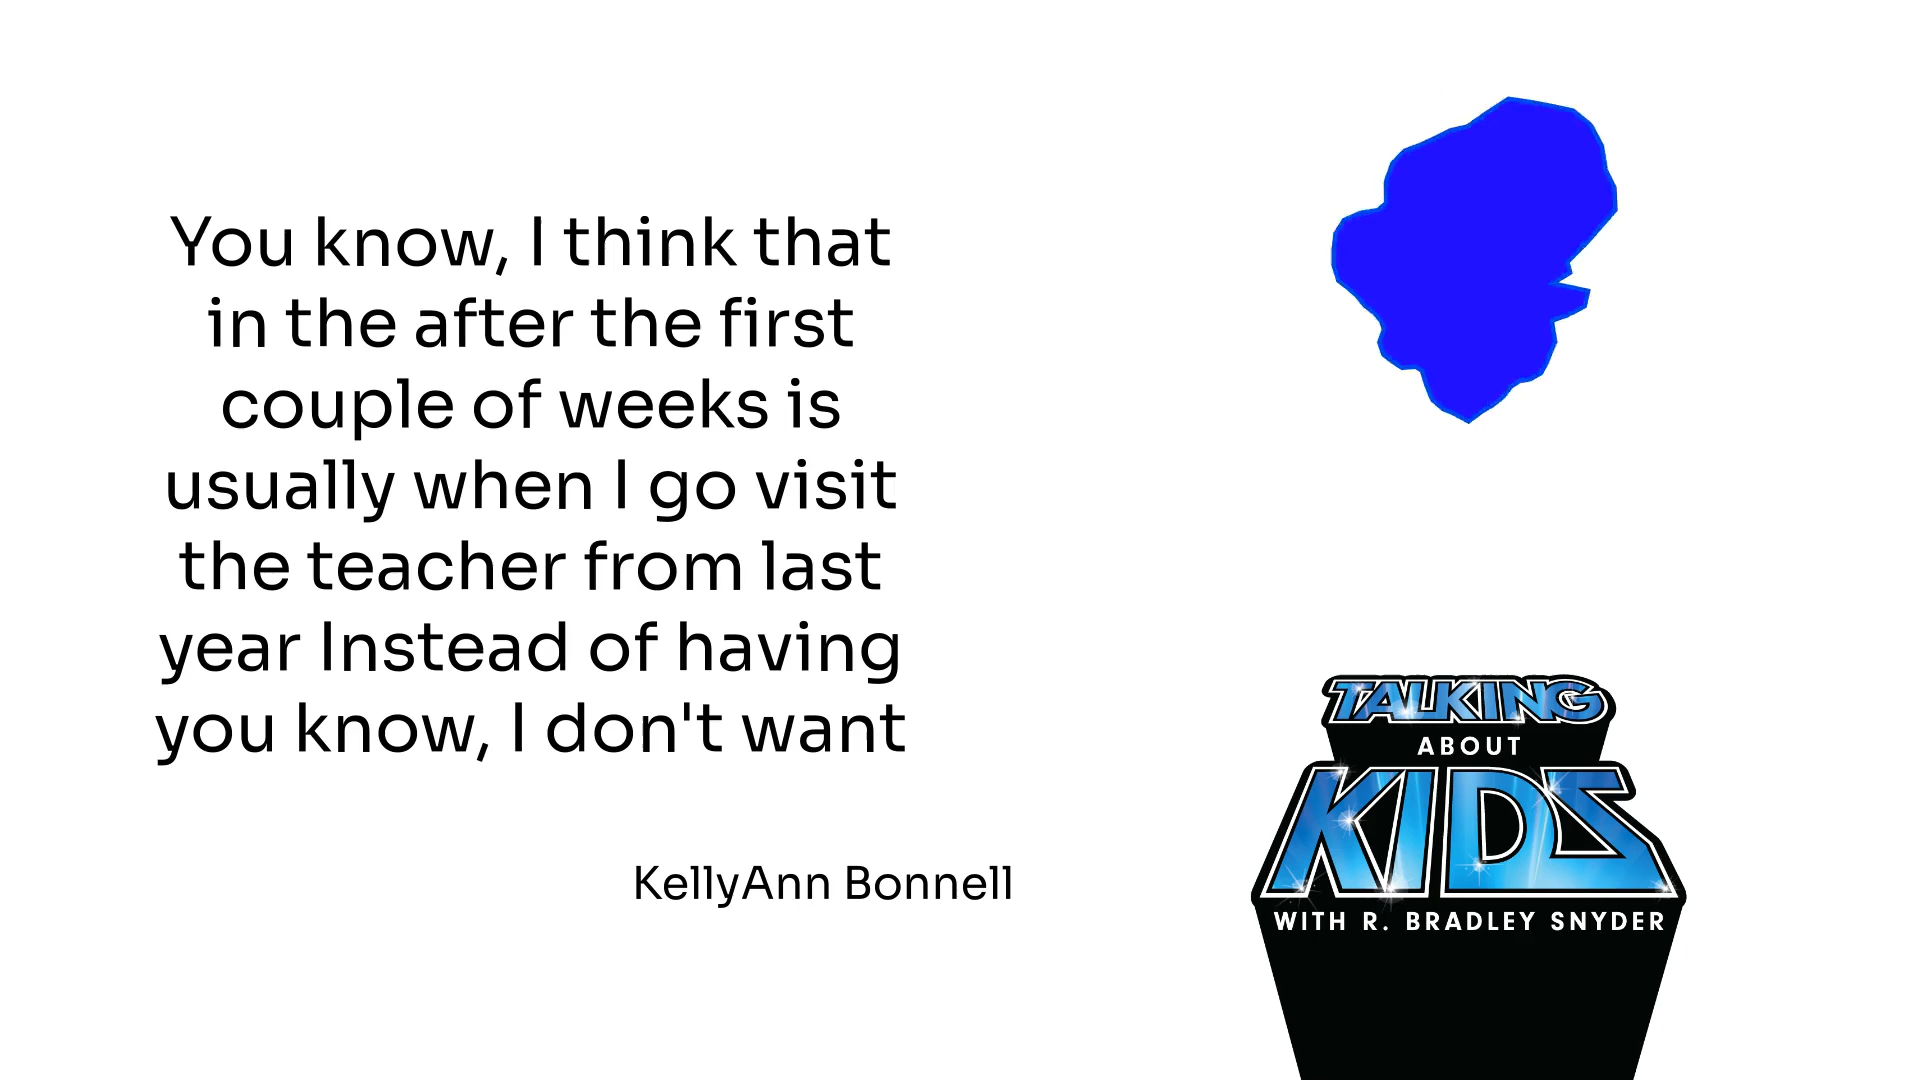 You know, I think that
in the after the first
couple of weeks is
usually when I go visit
the teacher from last
year Instead of having
you know, I don't want
KellyAnn Bonnell
TALKING
ABOUT
KIDS
WITH R. BRADLEY SNYDER